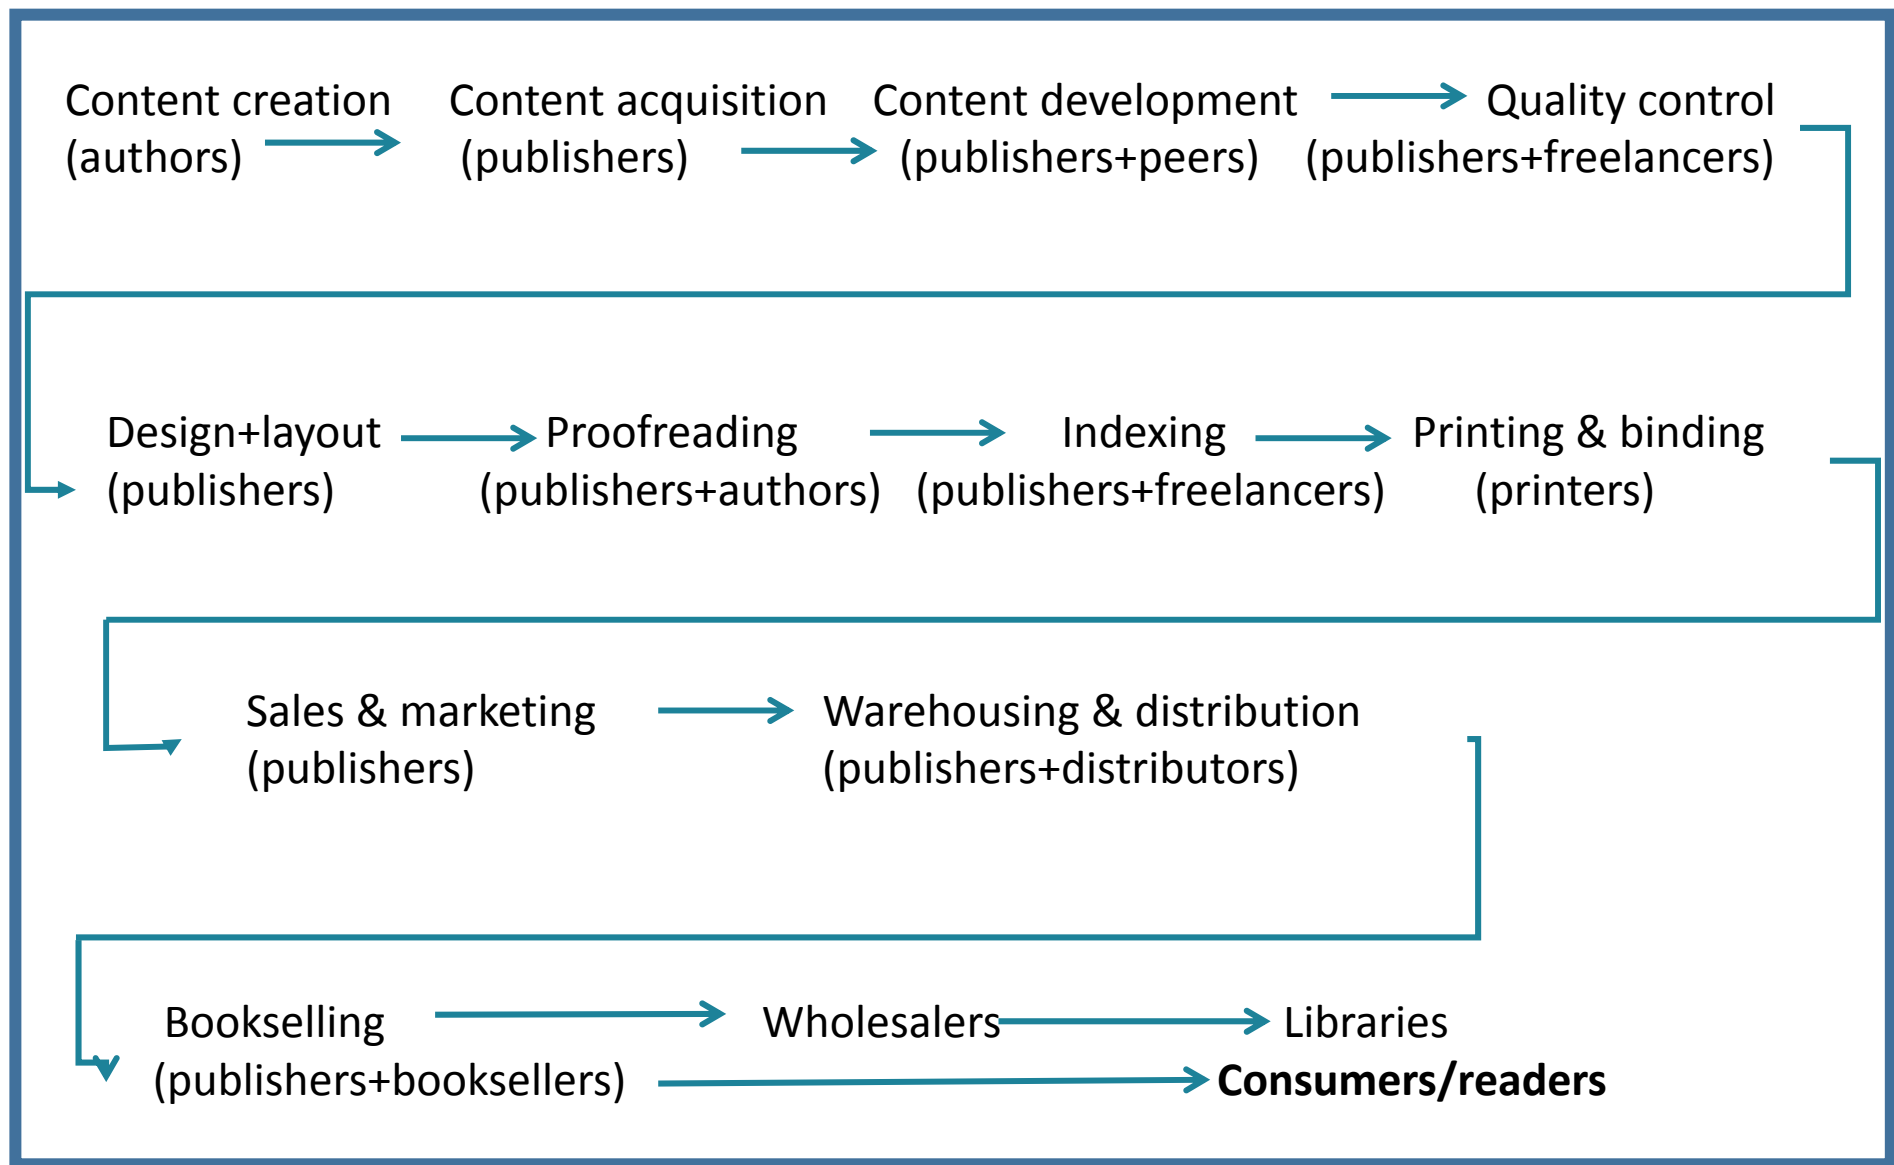 Content creation Content acquisition Content development Quality control
(authors) (publishers) (publishers+peers) (publishers+freelancers)
Design+layout Proofreading Indexing Printing & binding
(publishers) (publishers+authors) (publishers+freelancers) (printers)
Sales & marketing Warehousing & distribution
(publishers) (publishers+distributors)
Bookselling Wholesalers Libraries
(publishers+booksellers) Consumers/readers